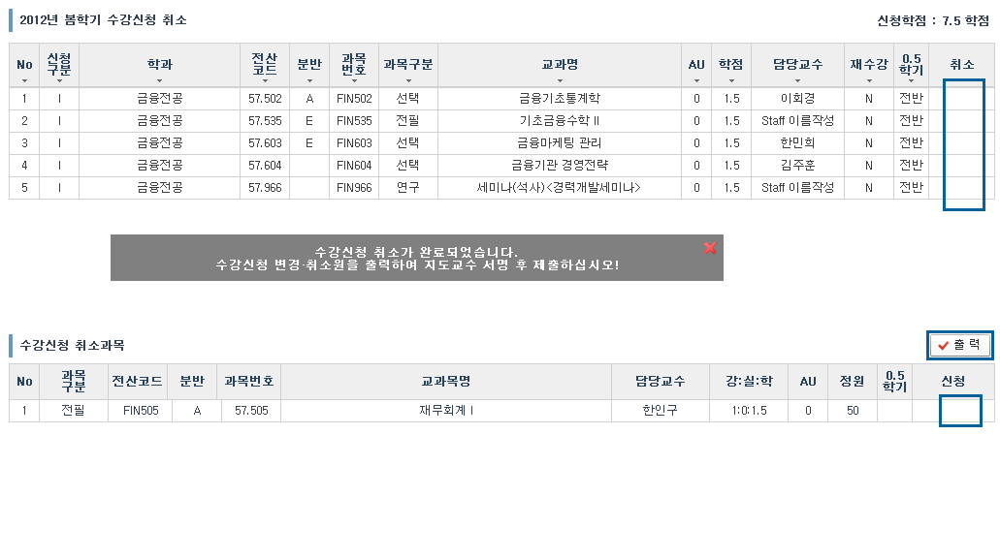 2012년 봄학기 수강신청 취소 신청학점 : 7.5 학점
No 신청구분 학과 전산코드 분반 과목번호 과목구분 교과명 AU 학점 담당교수 재수강 0.5학기 취소
1 I 금융전공 57.502 A FIN502 선택 금융기초통계학 0 1.5 이회경 N 전반
2 I 금융전공 57.535 E FIN535 전필 기초금융수학 II 0 1.5 Staff 이름작성 N 전반
3 I 금융전공 57.603 E FIN603 선택 금융마케팅 관리 0 1.5 한민희 N 전반
4 I 금융전공 57.604 FIN604 선택 금융기관 경영전략 0 1.5 김주훈 N 전반
5 I 금융전공 57.966 FIN966 연구 세미나(석사)<경력개발세미나> 0 1.5 Staff 이름작성 N 전반
수강신청 취소가 완료되었습니다.
수강신청 변경·취소원을 출력하여 지도교수 서명 후 제출하십시오!
수강신청 취소과목 출 력
No 과목구분 전산코드 분반 과목번호 교과목명 담당교수 강:실:학 AU 정원 0.5학기 신청
1 전필 FIN505 A 57.505 재무회계 I 한인구 1:0:1.5 0 50